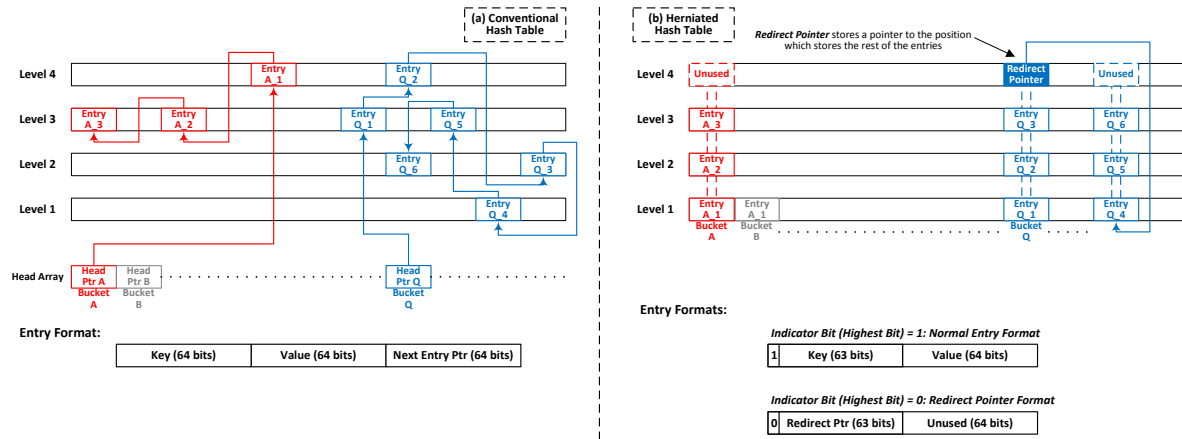 (a) Conventional
Hash Table
Level 4
Entry
A_1
Entry
Q_2
Level 3
Entry
A_3
Entry
A_2
Entry
Q_1
Entry
Q_5
Level 2
Entry
Q_6
Entry
Q_3
Level 1
Entry
Q_4
Head Array
Head
Ptr A
Head
Ptr B
Head
Ptr Q
Bucket
A
Bucket
B
Bucket
Q
Entry Format:
Key (64 bits)
Value (64 bits)
Next Entry Ptr (64 bits)
(b) Herniated
Hash Table
Redirect Pointer stores a pointer to the position
which stores the rest of the entries
Level 4
Unused
Redirect
Pointer
Unused
Level 3
Entry
A_3
Entry
Q_3
Entry
Q_6
Level 2
Entry
A_2
Entry
Q_2
Entry
Q_5
Level 1
Entry
A_1
Entry
A_1
Entry
Q_1
Entry
Q_4
Bucket
A
Bucket
B
Bucket
Q
Entry Formats:
Indicator Bit (Highest Bit) = 1: Normal Entry Format
1 Key (63 bits) Value (64 bits)
Indicator Bit (Highest Bit) = 0: Redirect Pointer Format
0 Redirect Ptr (63 bits) Unused (64 bits)